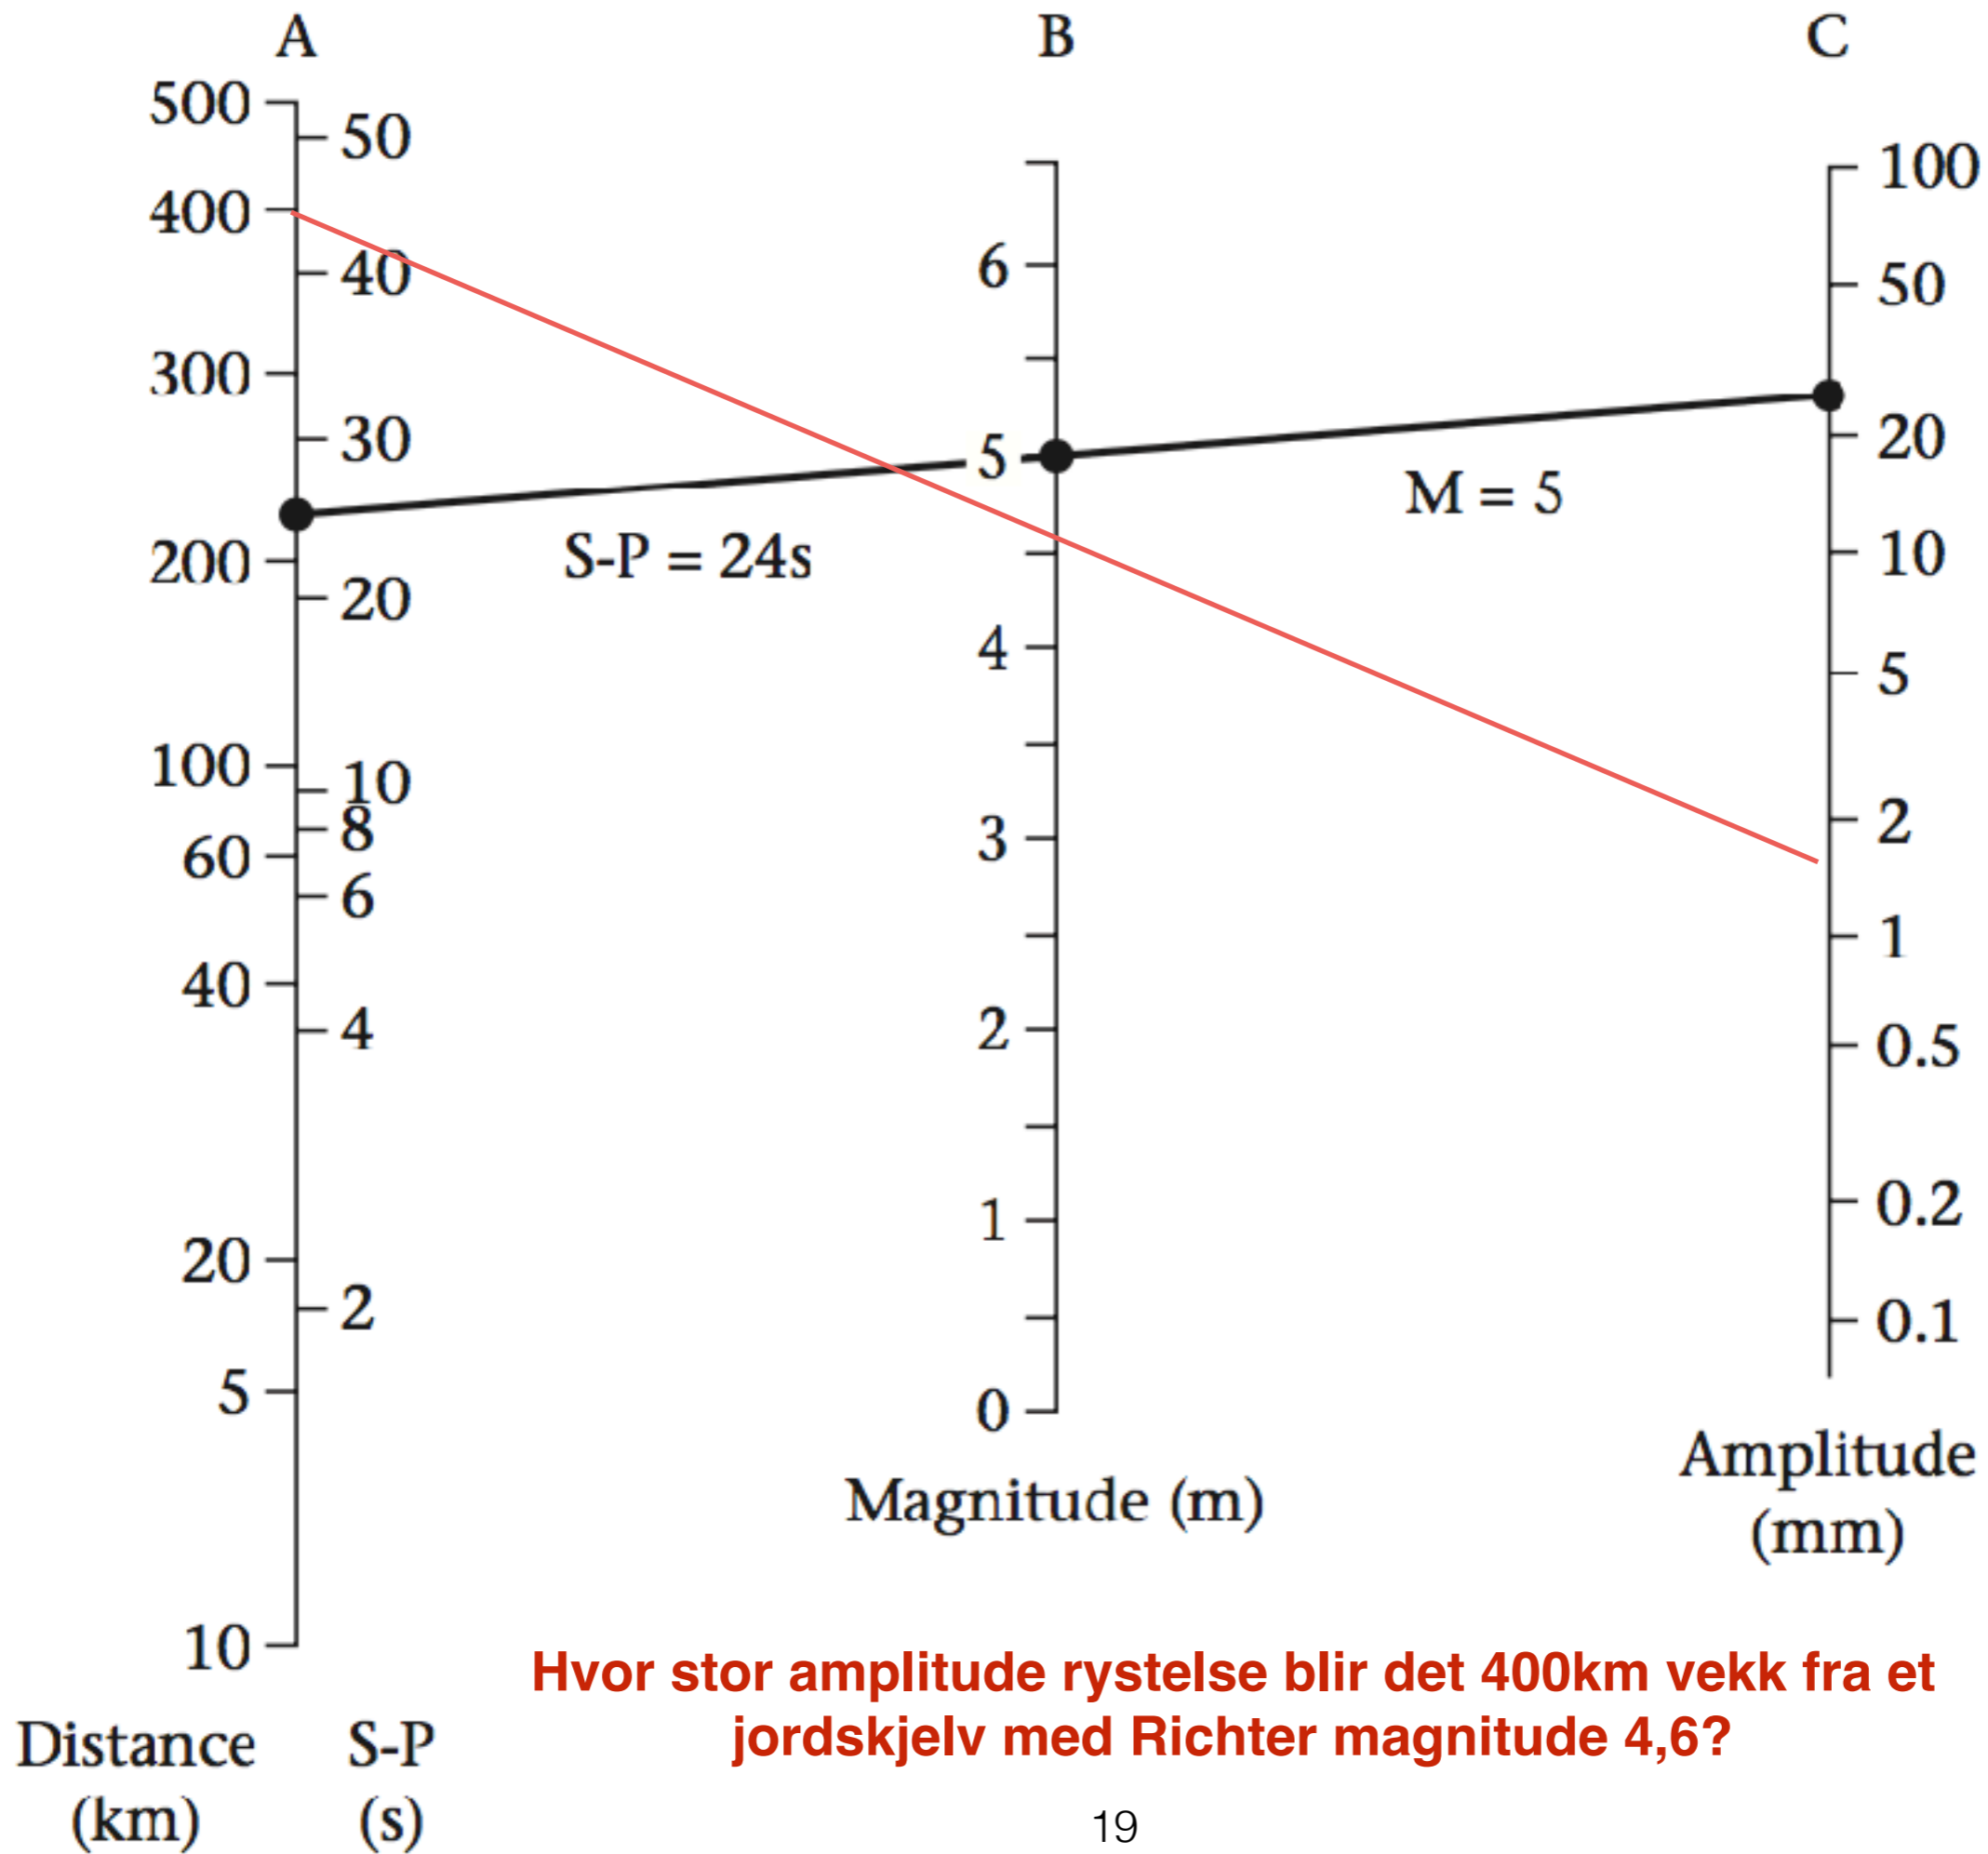 A
B
C
500
50
100
400
6
50
40
300
5
20
30
M = 5
S-P = 24s
200
10
20
4
5
100
10
8
2
3
60
6
1
40
4
2
0.5
0.2
1
20
2
0.1
5
0
Amplitude
(mm)
Magnitude (m)
10
Hvor stor amplitude rystelse blir det 400km vekk fra et
jordskjelv med Richter magnitude 4,6?
Distance
(km)
S-P
(s)
19